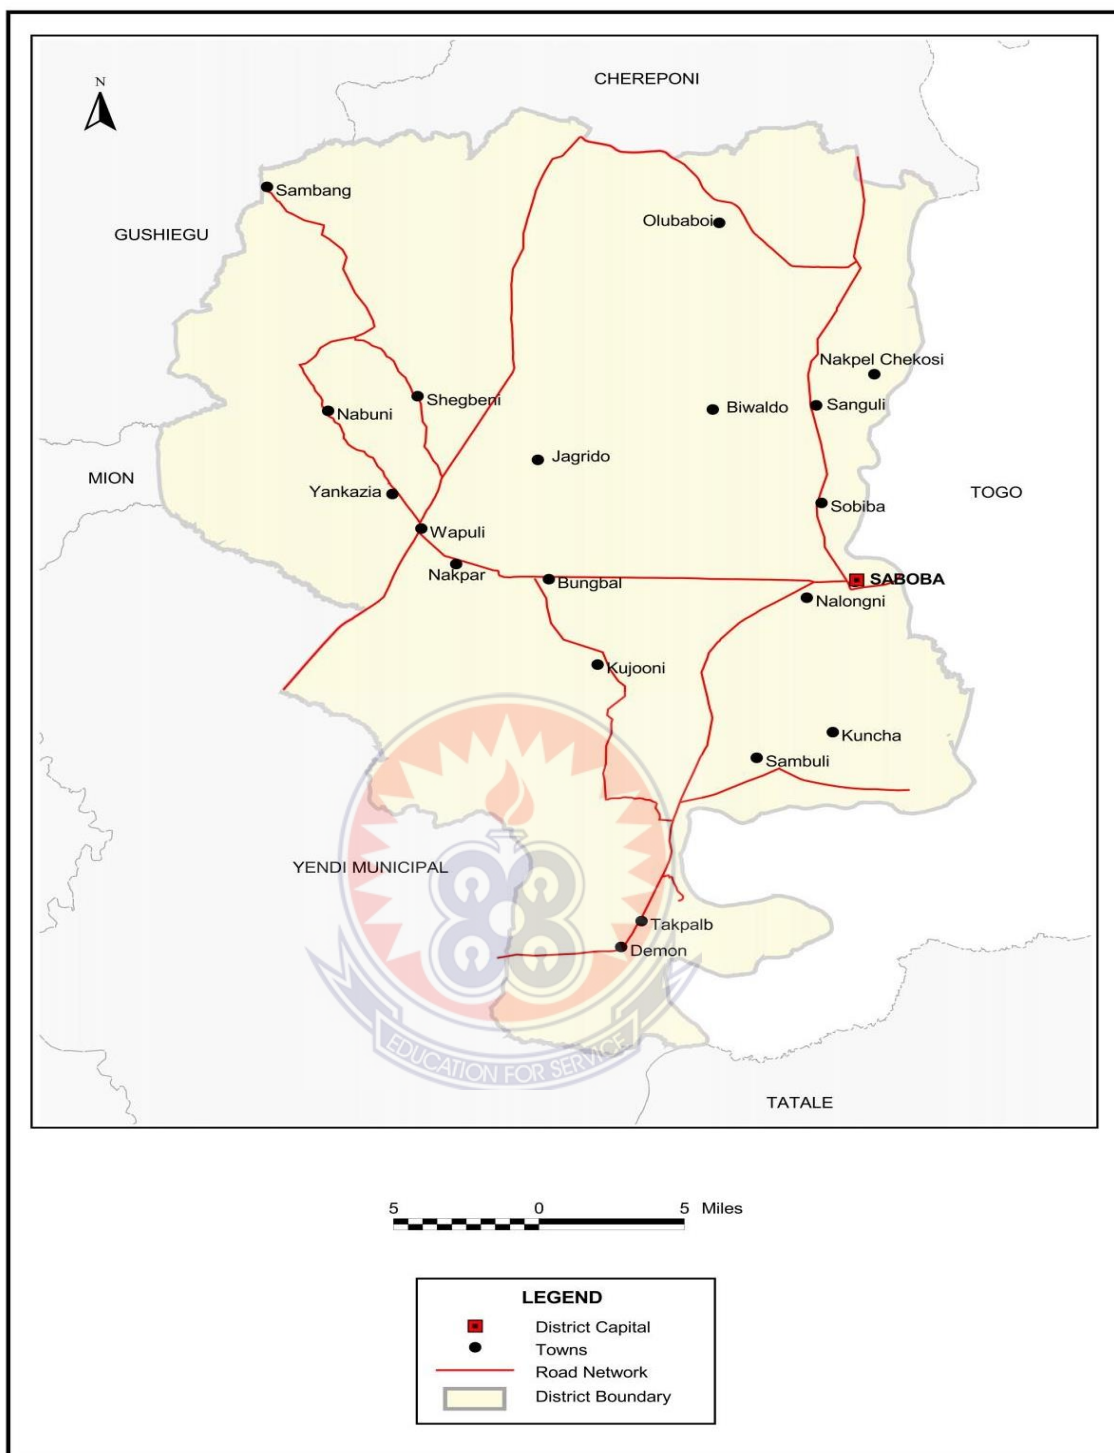 CHEREPONI
N
Sambang
Olubaboi
GUSHIEGU
Nakpel Chekosi
Shegbeni
Biwaldo
Sanguli
Nabuni
Jagrido
MION
Yankazia
TOGO
Sobiba
Wapuli
Nakpar
Bungbal
SABOBA
Nalongni
Kujooni
Kuncha
Sambuli
YENDI MUNICIPAL
Takpalb
Demon
EDUCATION FOR SERVICE
TATALE
5 0 5 Miles
LEGEND
District Capital
Towns
Road Network
District Boundary